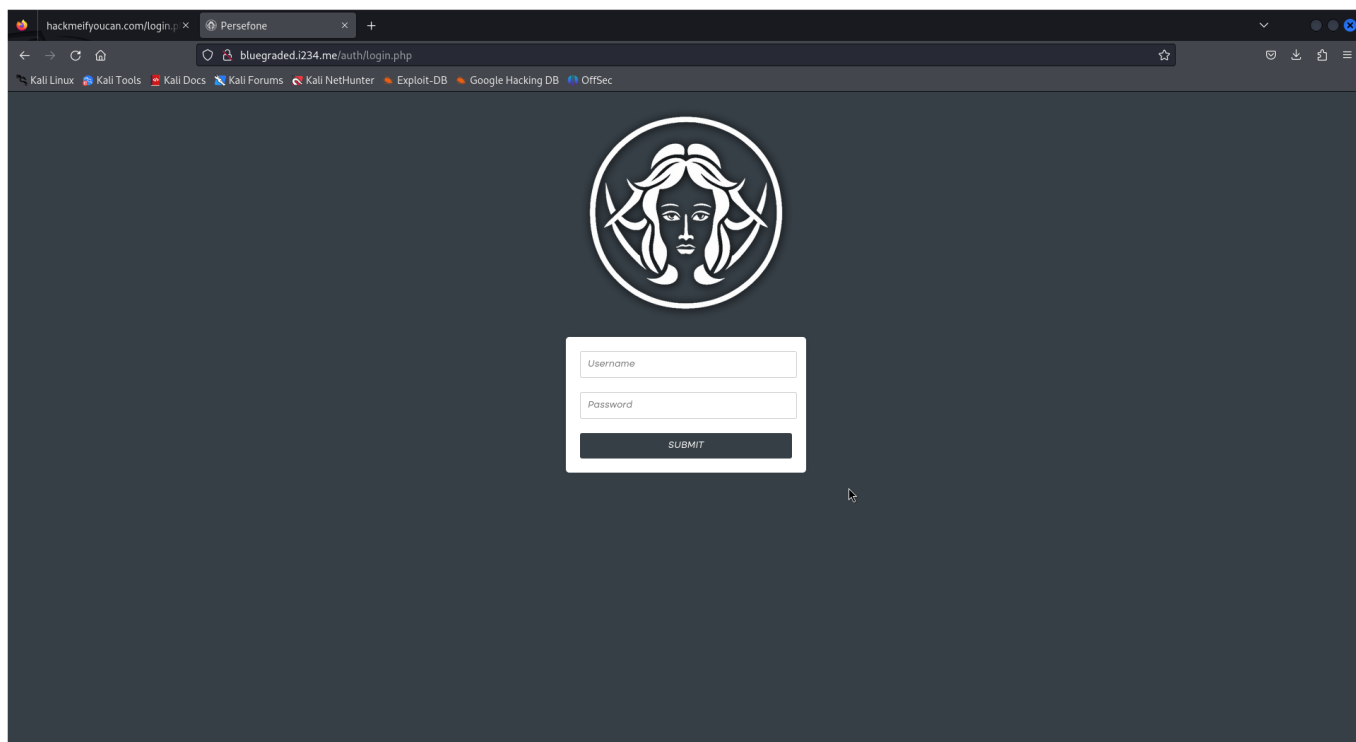 hackmeifyoucan.com/login.p
Persefone
bluegraded.i234.me/auth/login.php
Kali Linux Kali Tools Kali Docs Kali Forums Kali NetHunter Exploit-DB Google Hacking DB OffSec
Username
Password
SUBMIT